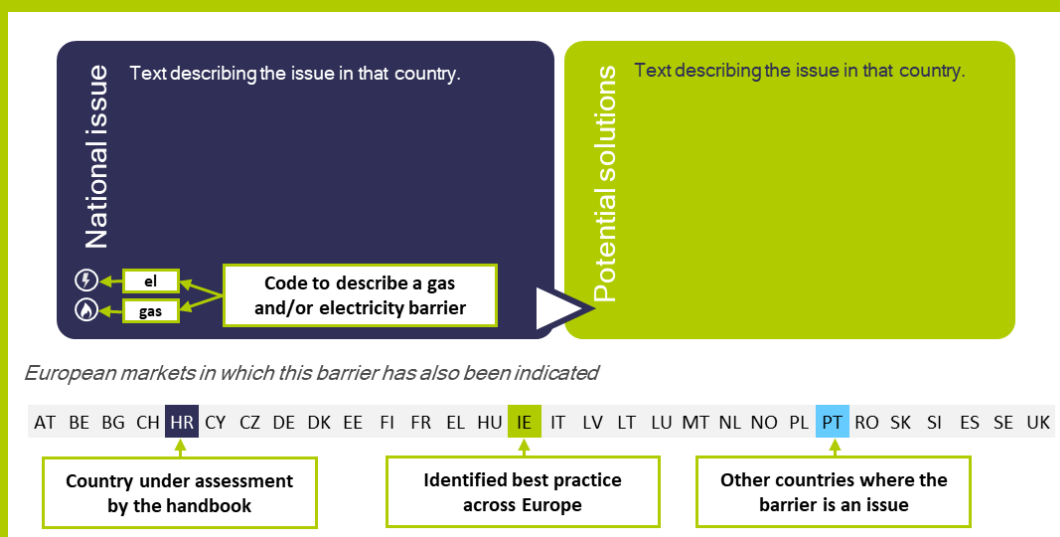 National issue
Text describing the issue in that country.
el
gas
Code to describe a gas
and/or electricity barrier
Potential solutions
Text describing the issue in that country.
European markets in which this barrier has also been indicated
AT BE BG CH HR CY CZ DE DK EE FI FR EL HU IE IT LV LT LU MT NL NO PL PT RO SK SI ES SE UK
Country under assessment
by the handbook
Identified best practice
across Europe
Other countries where the
barrier is an issue